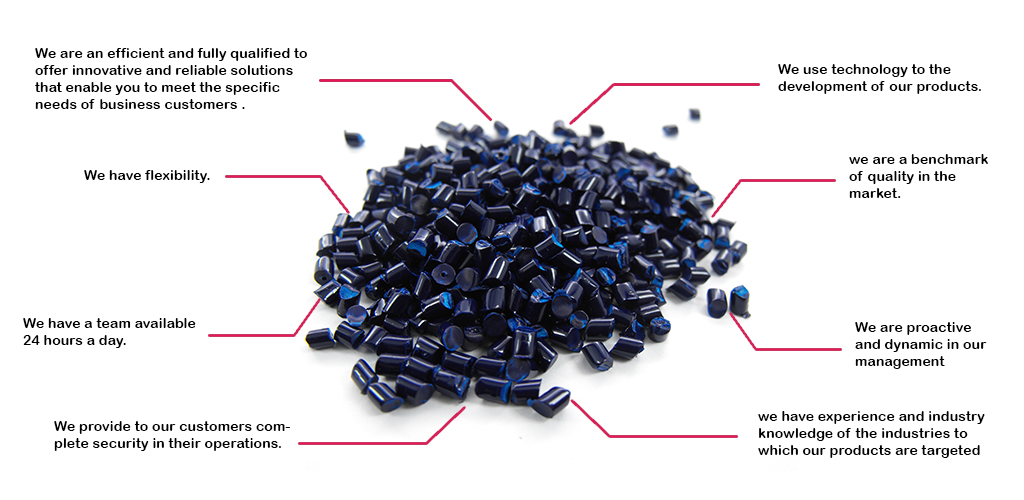 We are an efficient and fully qualified to
offer innovative and reliable solutions
that enable you to meet the specific
needs of business customers .
We use technology to the
development of our products.
We have flexibility.
we are a benchmark
of quality in the
market.
We have a team available
24 hours a day.
We are proactive
and dynamic in our
management
We provide to our customers com-
plete security in their operations.
we have experience and industry
knowledge of the industries to
which our products are targeted